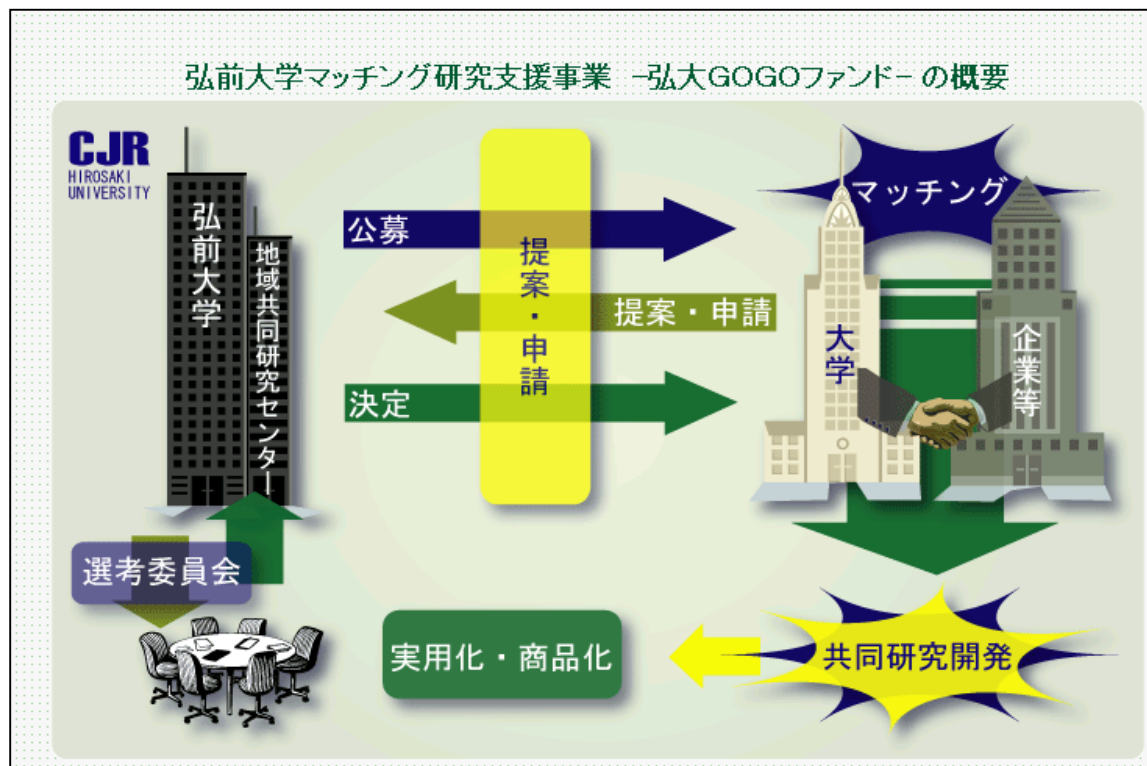 弘前大学マッチング研究支援事業 -弘大GOGOファンド- の概要
CJR
HIROSAKI
UNIVERSITY
弘前大学
地域共同研究センター
公募
提案・申請
提案・申請
決定
マッチング
大学
企業等
選考委員会
実用化・商品化
共同研究開発